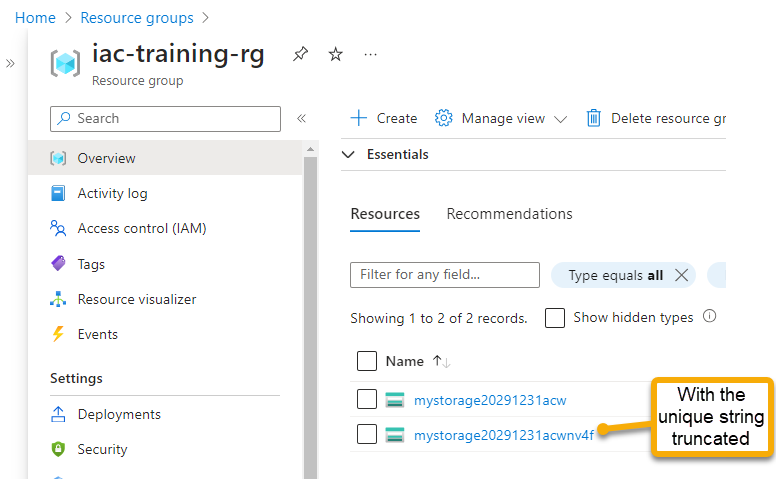 Home > Resource groups >
iac-training-rg
Resource group
Search
Overview
Activity log
Access control (IAM)
Tags
Resource visualizer
Events
Settings
Deployments
Security
Create
Manage view
Delete resource gr
Essentials
Resources
Recommendations
Filter for any field...
Type equals all
Showing 1 to 2 of 2 records.
Show hidden types
Name
mystorage20291231acw
mystorage20291231acwnv4f
With the
unique string
truncated